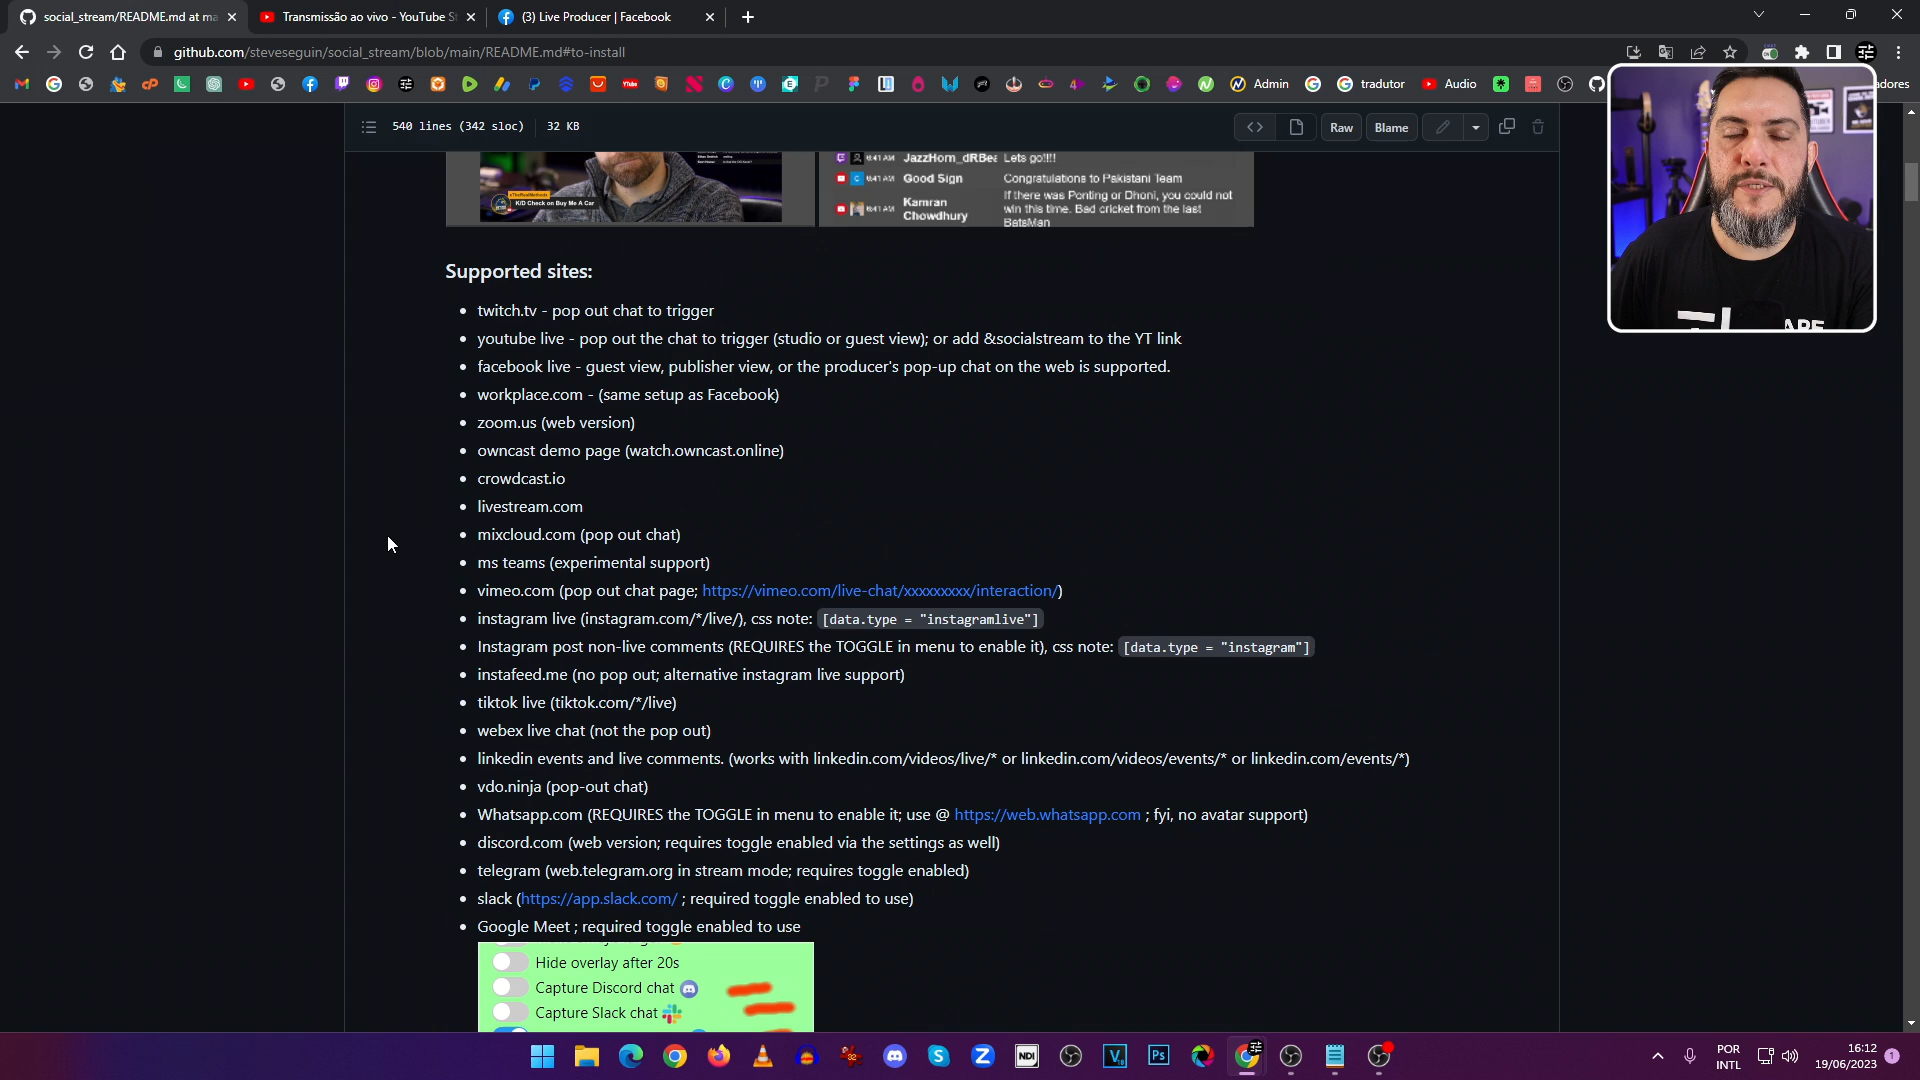 social_stream/README.md at ma
Transmissão ao vivo - YouTube S
(3) Live Producer | Facebook
github.com/steveseguin/social_stream/blob/main/README.md#to-install
Admin
tradutor
Audio
adores
540 lines (342 sloc)
32 KB
Raw
Blame
K/D Check on Buy Me A Car
JazzHorn_dRBea
Lets go!!!!
Good Sign
Congratulations to Pakistani Team
Kamran Chowdhury
If there was Ponting or Dhoni, you could not
win this time. Bad cricket from the last
BatsMan
Supported sites:
• twitch.tv - pop out chat to trigger
• youtube live - pop out the chat to trigger (studio or guest view); or add &socialstream to the YT link
• facebook live - guest view, publisher view, or the producer's pop-up chat on the web is supported.
• workplace.com - (same setup as Facebook)
• zoom.us (web version)
• owncast demo page (watch.owncast.online)
• crowdcast.io
• livestream.com
• mixcloud.com (pop out chat)
• ms teams (experimental support)
• vimeo.com (pop out chat page; https://vimeo.com/live-chat/xxxxxxxxx/interaction/)
• instagram live (instagram.com/*/live/), css note: [data.type = "instagramlive"]
• Instagram post non-live comments (REQUIRES the TOGGLE in menu to enable it), css note: [data.type = "instagram"]
• instafeed.me (no pop out; alternative instagram live support)
• tiktok live (tiktok.com/*/live)
• webex live chat (not the pop out)
• linkedin events and live comments. (works with linkedin.com/videos/live/* or linkedin.com/videos/events/* or linkedin.com/events/*)
• vdo.ninja (pop-out chat)
• Whatsapp.com (REQUIRES the TOGGLE in menu to enable it; use @ https://web.whatsapp.com ; fyi, no avatar support)
• discord.com (web version; requires toggle enabled via the settings as well)
• telegram (web.telegram.org in stream mode; requires toggle enabled)
• slack (https://app.slack.com/ ; required toggle enabled to use)
• Google Meet ; required toggle enabled to use
Hide overlay after 20s
Capture Discord chat
Capture Slack chat
POR
INTL
16:12
19/06/2023
1